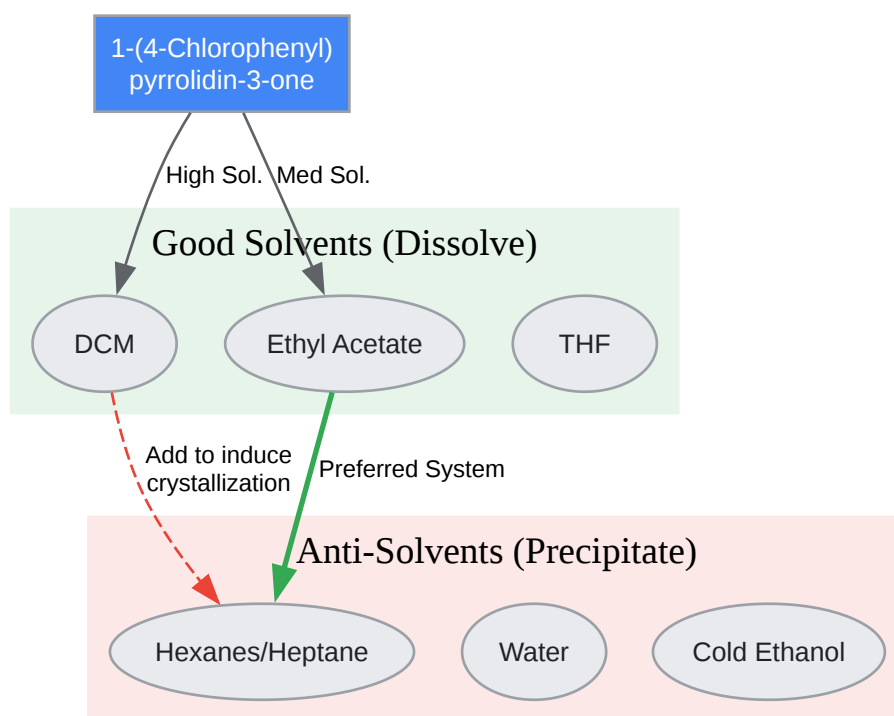 1-(4-Chlorophenyl)
pyrrolidin-3-one
High Sol.
Med Sol.
Good Solvents (Dissolve)
DCM
Ethyl Acetate
THF
Add to induce
crystallization
Preferred System
Anti-Solvents (Precipitate)
Hexanes/Heptane
Water
Cold Ethanol